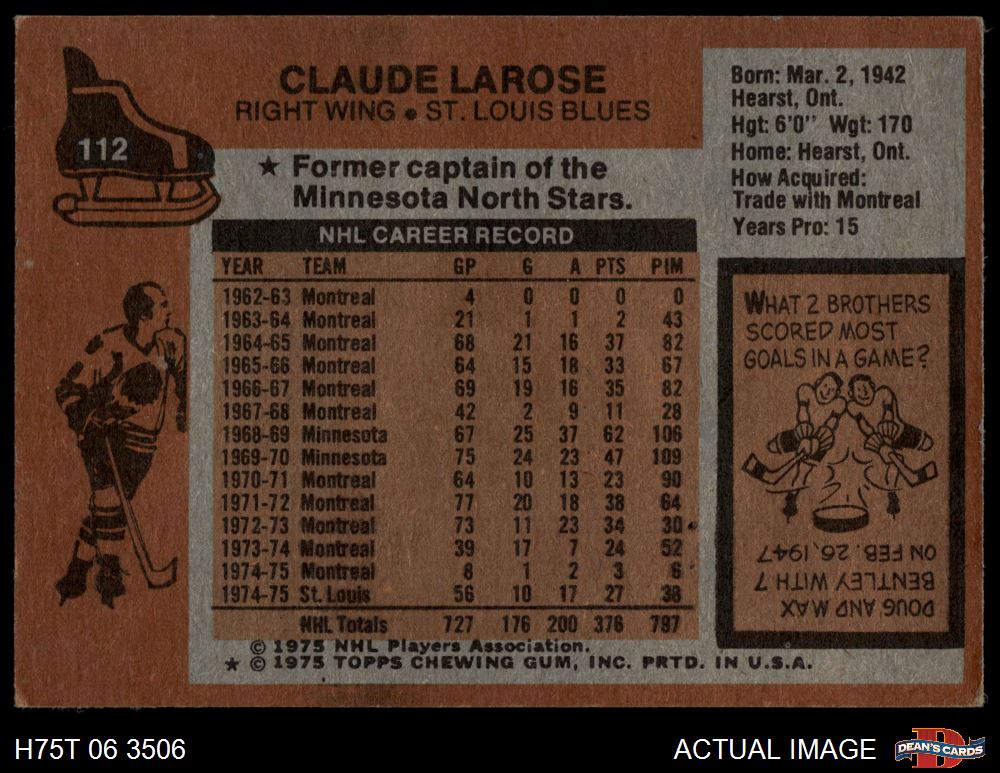 CLAUDE LAROSE
RIGHT WING • ST. LOUIS BLUES
112
★ Former captain of the
Minnesota North Stars.
Born: Mar. 2, 1942
Hearst, Ont.
Hgt: 6'0" Wgt: 170
Home: Hearst, Ont.
How Acquired:
Trade with Montreal
Years Pro: 15
NHL CAREER RECORD
YEAR TEAM GP G A PTS PIM
1962-63 Montreal 4 0 0 0 0
1963-64 Montreal 21 1 1 2 43
1964-65 Montreal 68 21 16 37 82
1965-66 Montreal 64 15 18 33 67
1966-67 Montreal 69 19 16 35 82
1967-68 Montreal 42 2 9 11 28
1968-69 Minnesota 67 25 37 62 106
1969-70 Minnesota 75 24 23 47 109
1970-71 Montreal 64 10 13 23 90
1971-72 Montreal 77 20 18 38 64
1972-73 Montreal 73 11 23 34 30
1973-74 Montreal 39 17 7 24 52
1974-75 Montreal 8 1 2 3 6
1974-75 St. Louis 56 10 17 27 38
NHL Totals 727 176 200 376 797
WHAT 2 BROTHERS
SCORED MOST
GOALS IN A GAME?
DOUG AND MAX
BENTLEY WITH 7
ON FEB. 26, 1947
© 1975 NHL Players Association.
★ © 1975 TOPPS CHEWING GUM, INC. PRTD. IN U.S.A.
H75T 06 3506
ACTUAL IMAGE
D
DEAN'S CARDS